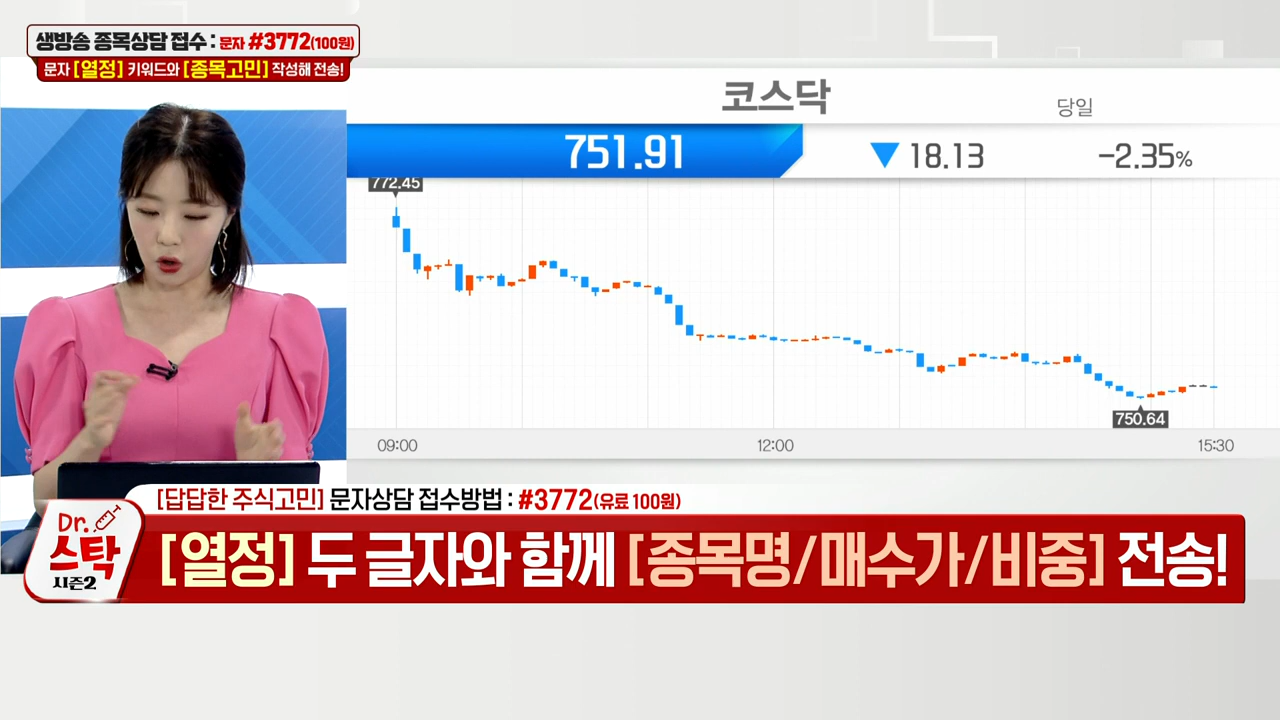 생방송 종목상담 접수 : 문자 #3772(100원)
문자 [열정] 키워드와 [종목고민] 작성해 전송!
코스닥
당일
751.91
▼ 18.13
-2.35%
772.45
750.64
09:00
12:00
15:30
[답답한 주식고민] 문자상담 접수방법 : #3772(유료 100원)
Dr.
스탁
시즌2
[열정] 두 글자와 함께 [종목명/매수가/비중] 전송!